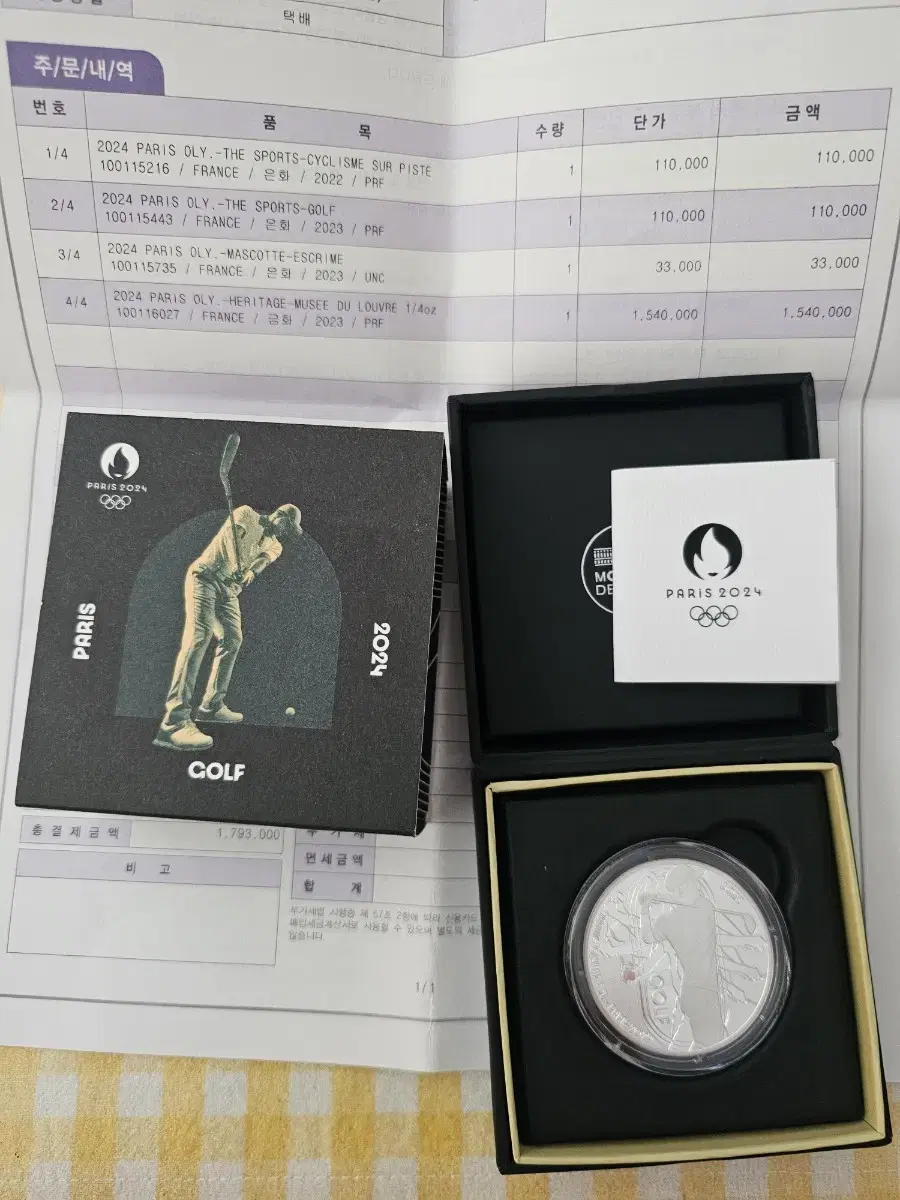 택배
주/문/내/역
번호 품 목 수량 단가 금액
1/4 2024 PARIS OLY.-THE SPORTS-CYCLISME SUR PISTE 1 110,000 110,000
100115216 / FRANCE / 은화 / 2022 / PRF
2/4 2024 PARIS OLY.-THE SPORTS-GOLF 1 110,000 110,000
100115443 / FRANCE / 은화 / 2023 / PRF
3/4 2024 PARIS OLY.-MASCOTTE-ESCRIME 1 33,000 33,000
100115735 / FRANCE / 은화 / 2023 / UNC
4/4 2024 PARIS OLY.-HERITAGE-MUSEE DU LOUVRE 1/4oz 1 1,540,000 1,540,000
100116027 / FRANCE / 금화 / 2023 / PRF
PARIS 2024
PARIS
2024
GOLF
MO
DE
PARIS 2024
총결제금액 1,793,000
비 고
면세금액
합 계
1/1
GOLF